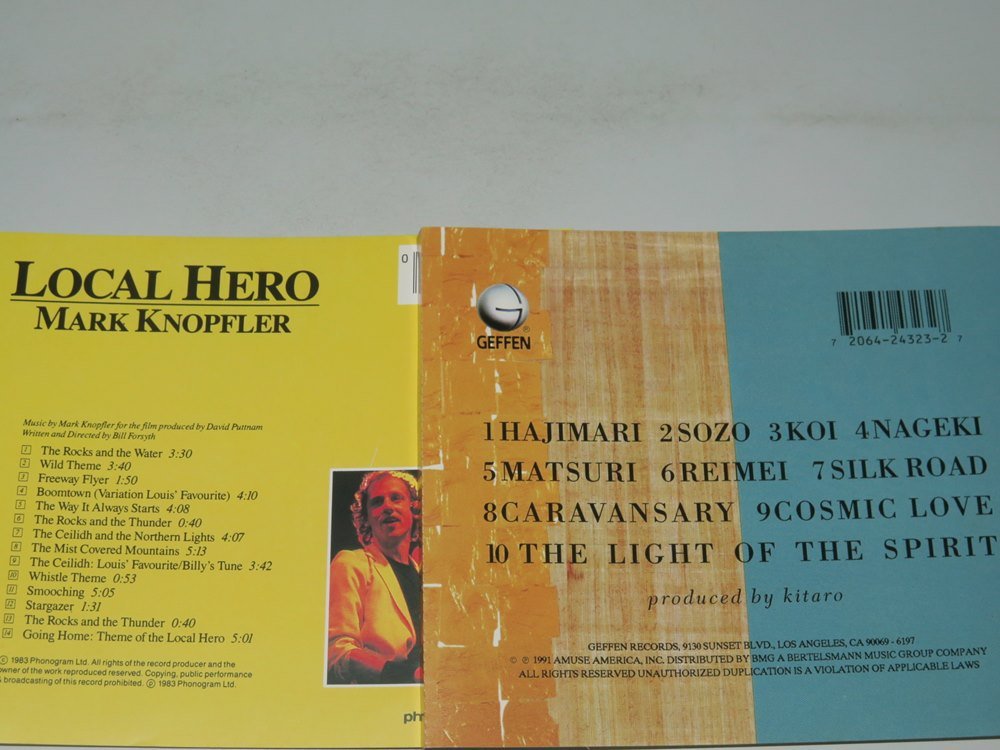 LOCAL HERO
MARK KNOPFLER
Music by Mark Knopfler for the film produced by David Puttnam
Written and Directed by Bill Forsyth
1 The Rocks and the Water 3:30
2 Wild Theme 3:40
3 Freeway Flyer 1:50
4 Boomtown (Variation Louis' Favourite) 4:10
5 The Way It Always Starts 4:08
6 The Rocks and the Thunder 0:40
7 The Ceilidh and the Northern Lights 4:07
8 The Mist Covered Mountains 5:13
9 The Ceilidh: Louis' Favourite/Billy's Tune 3:42
10 Whistle Theme 0:53
11 Smooching 5:05
12 Stargazer 1:31
13 The Rocks and the Thunder 0:40
14 Going Home: Theme of the Local Hero 5:01
© 1983 Phonogram Ltd. All rights of the record producer and the
owner of the work reproduced reserved. Copying, public performance
& broadcasting of this record prohibited. ℗ 1983 Phonogram Ltd.
0
GEFFEN
®
7 2064-24323-2 7
1 HAJIMARI 2 SOZO 3 KOI 4 NAGEKI
5 MATSURI 6 REIMEI 7 SILK ROAD
8 CARAVANSARY 9 COSMIC LOVE
10 THE LIGHT OF THE SPIRIT
produced by kitaro
GEFFEN RECORDS, 9130 SUNSET BLVD., LOS ANGELES, CA 90069 - 6197
© ℗ 1991 AMUSE AMERICA, INC. DISTRIBUTED BY BMG A BERTELSMANN MUSIC GROUP COMPANY
ALL RIGHTS RESERVED UNAUTHORIZED DUPLICATION IS A VIOLATION OF APPLICABLE LAWS